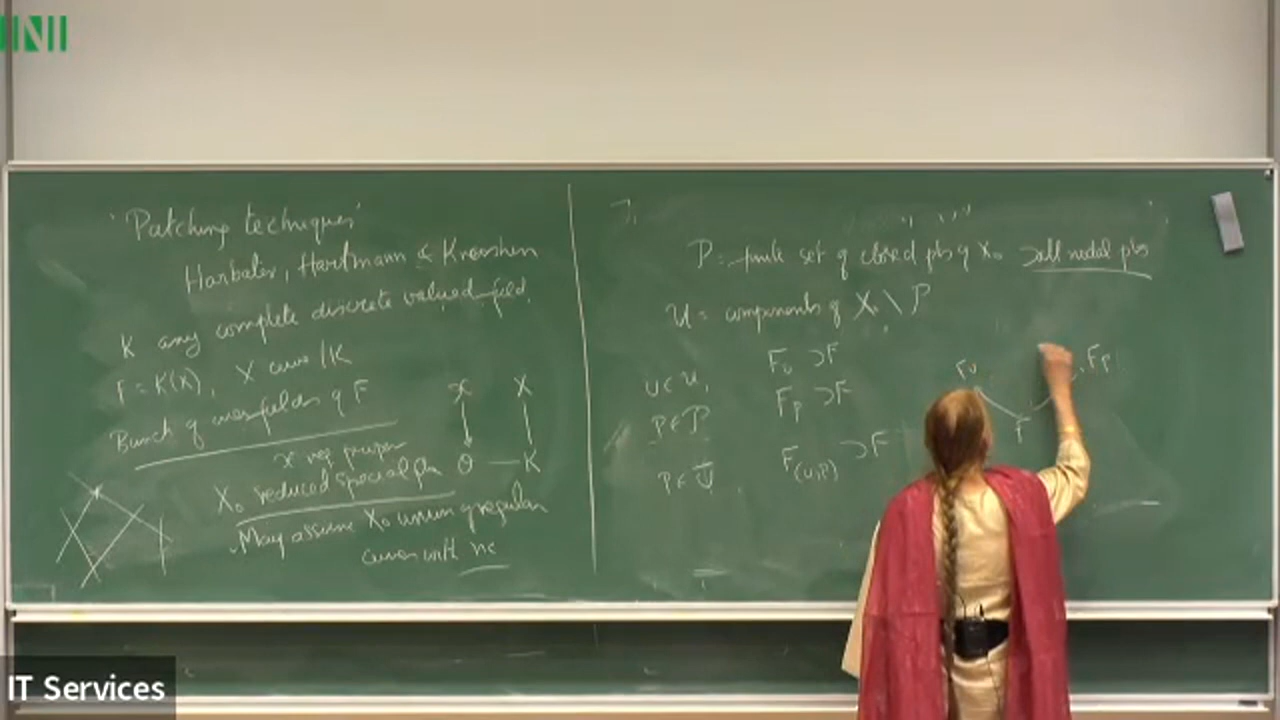 UNI
'Patching techniques'
Harbater, Hartmann & Krashen
K any complete discrete valued field.
F = K(X), X curve /K
Bunch of overfields of F
𝒳 X
𝒳 reg proper
O — K
X₀ reduced special fibre
May assume X₀ union of regular
curves with nc
P = finite set of closed pts of X₀ ⊃ all nodal pts
U = components of X₀ \ P
U ∈ U, F_U ⊃ F
P ∈ P F_P ⊃ F
P ∈ Ū F_(U,P) ⊃ F
F_U F_P
F
IT Services